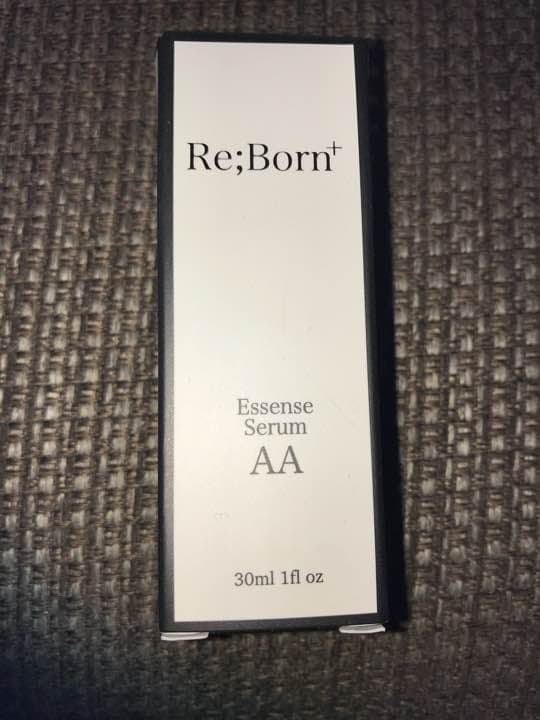 Re;Born+
Essense
Serum
AA
30ml 1fl oz